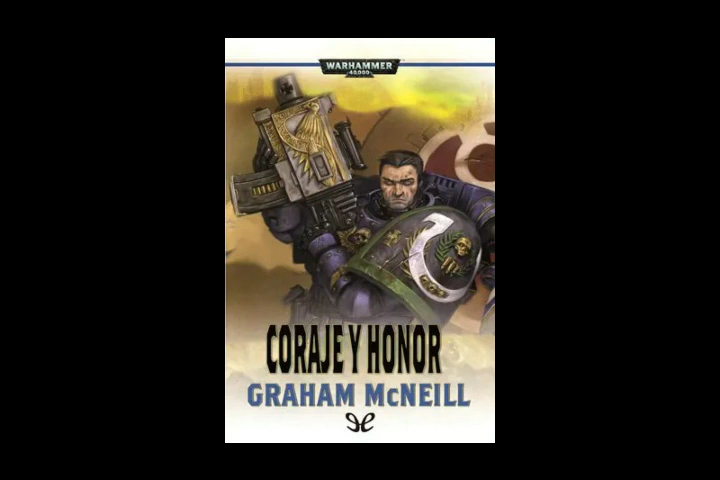 WARHAMMER
40,000
CORAJE Y HONOR
GRAHAM McNEILL